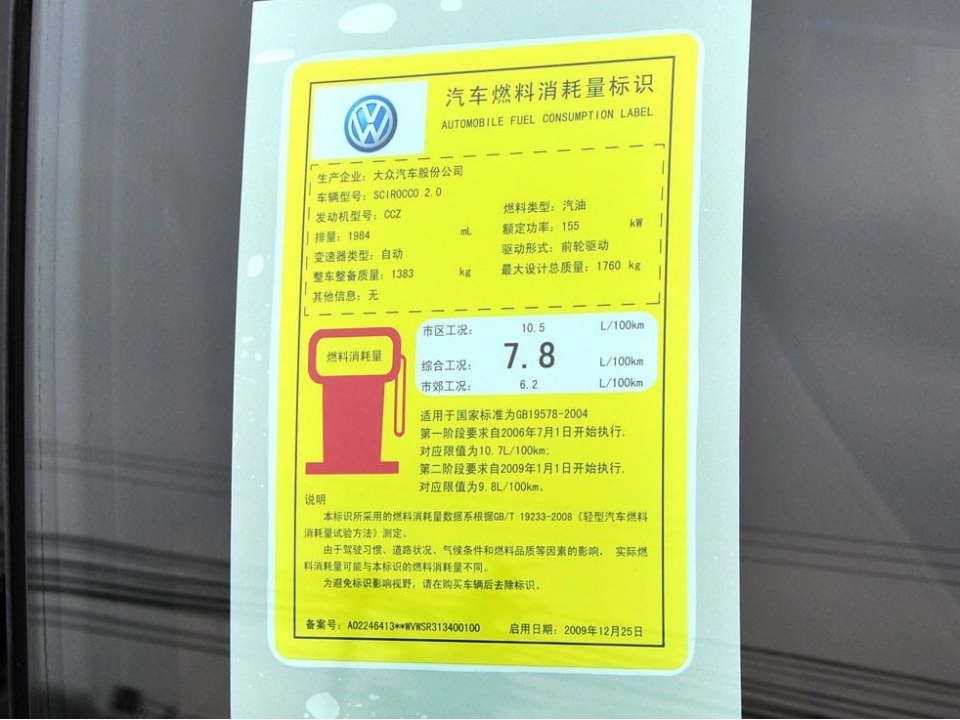 汽车燃料消耗量标识
AUTOMOBILE FUEL CONSUMPTION LABEL
生产企业: 大众汽车股份公司
车辆型号: SCIROCCO 2.0
发动机型号: CCZ
燃料类型: 汽油
排量: 1984 mL
额定功率: 155 kW
变速器类型: 自动
驱动形式: 前轮驱动
整车整备质量: 1383 kg
最大设计总质量: 1760 kg
其他信息: 无
燃料消耗量
市区工况: 10.5 L/100km
综合工况: 7.8 L/100km
市郊工况: 6.2 L/100km
适用于国家标准为GB19578-2004
第一阶段要求自2006年7月1日开始执行,
对应限值为10.7L/100km;
第二阶段要求自2009年1月1日开始执行,
对应限值为9.8L/100km。
说明
本标识所采用的燃料消耗量数据系根据GB/T 19233-2008《轻型汽车燃料
消耗量试验方法》测定。
由于驾驶习惯、道路状况、气候条件和燃料品质等因素的影响, 实际燃
料消耗量可能与本标识的燃料消耗量不同。
为避免标识影响视野, 请在购买车辆后去除标识。
备案号: A02246413**WVWSR313400100 启用日期: 2009年12月25日